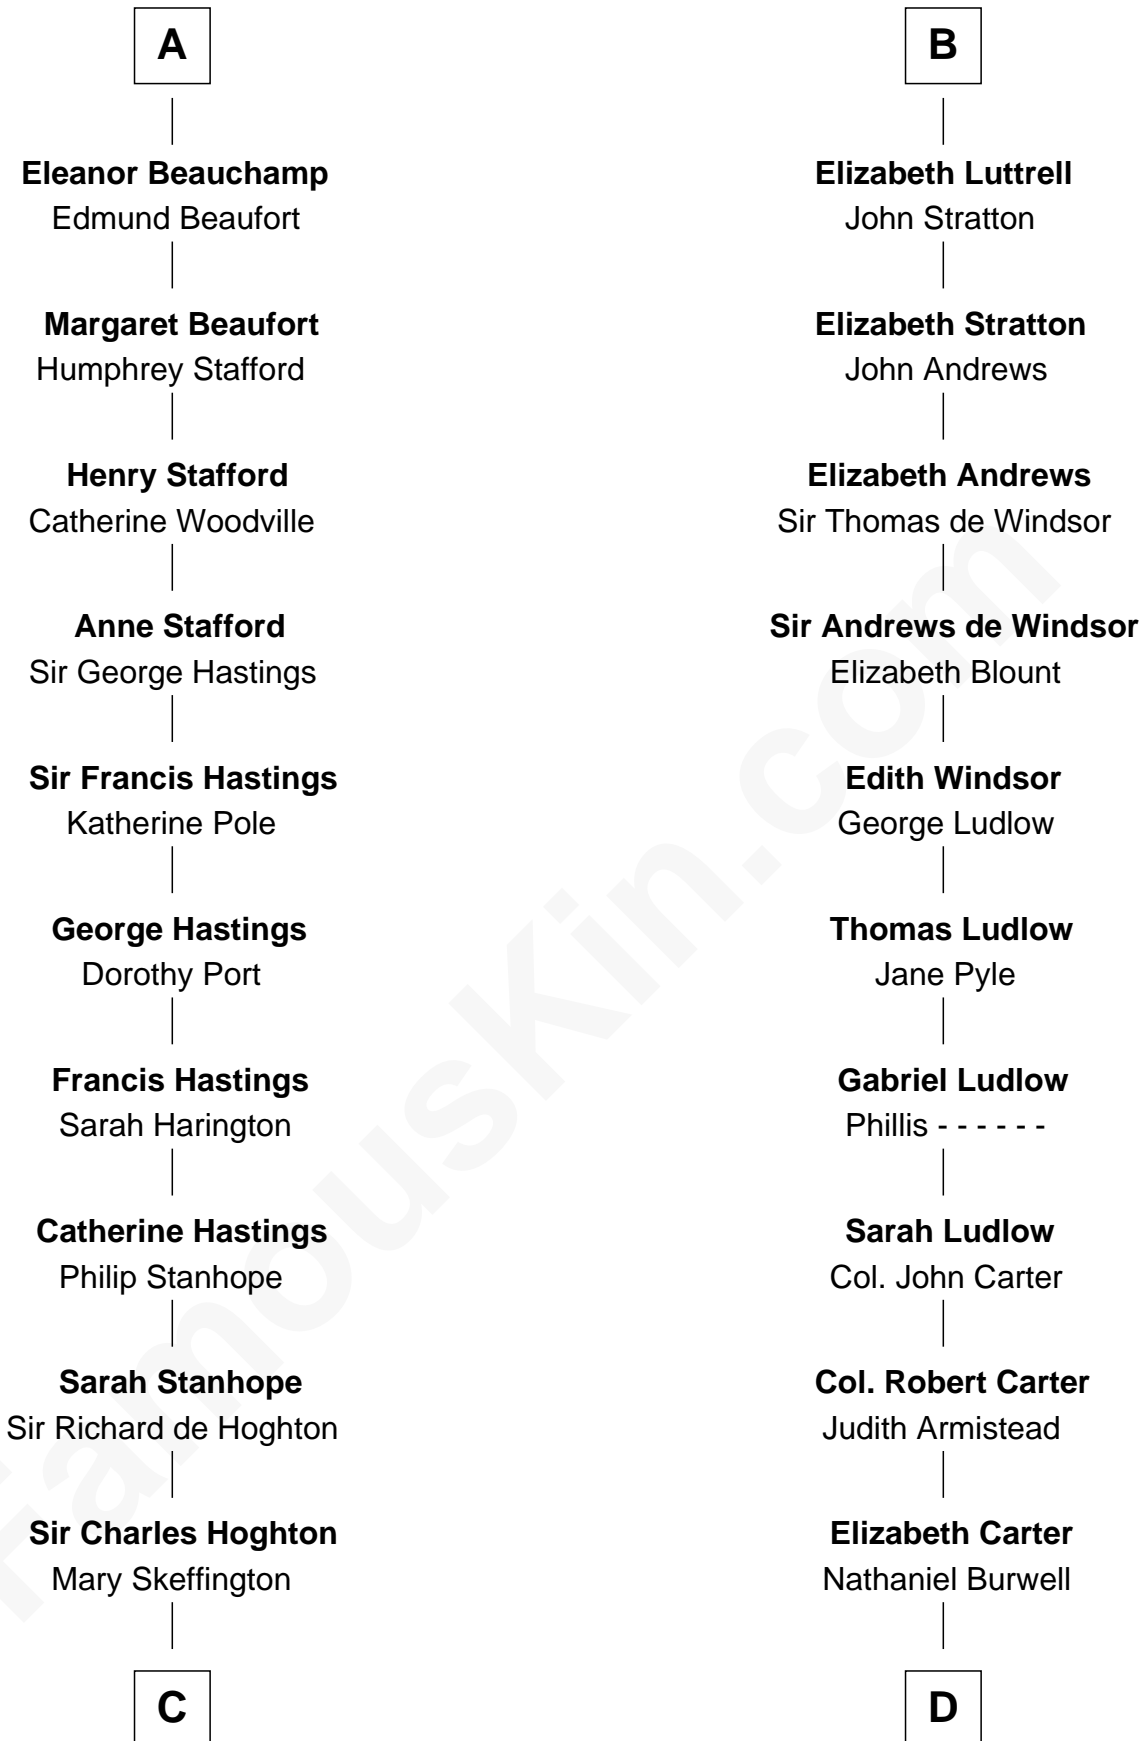 A
Eleanor Beauchamp
Edmund Beaufort
Margaret Beaufort
Humphrey Stafford
Henry Stafford
Catherine Woodville
Anne Stafford
Sir George Hastings
Sir Francis Hastings
Katherine Pole
George Hastings
Dorothy Port
Francis Hastings
Sarah Harington
Catherine Hastings
Philip Stanhope
Sarah Stanhope
Sir Richard de Hoghton
Sir Charles Hoghton
Mary Skeffington
C
B
Elizabeth Luttrell
John Stratton
Elizabeth Stratton
John Andrews
Elizabeth Andrews
Sir Thomas de Windsor
Sir Andrews de Windsor
Elizabeth Blount
Edith Windsor
George Ludlow
Thomas Ludlow
Jane Pyle
Gabriel Ludlow
Phillis - - - - - -
Sarah Ludlow
Col. John Carter
Col. Robert Carter
Judith Armistead
Elizabeth Carter
Nathaniel Burwell
D
FamousKin.com